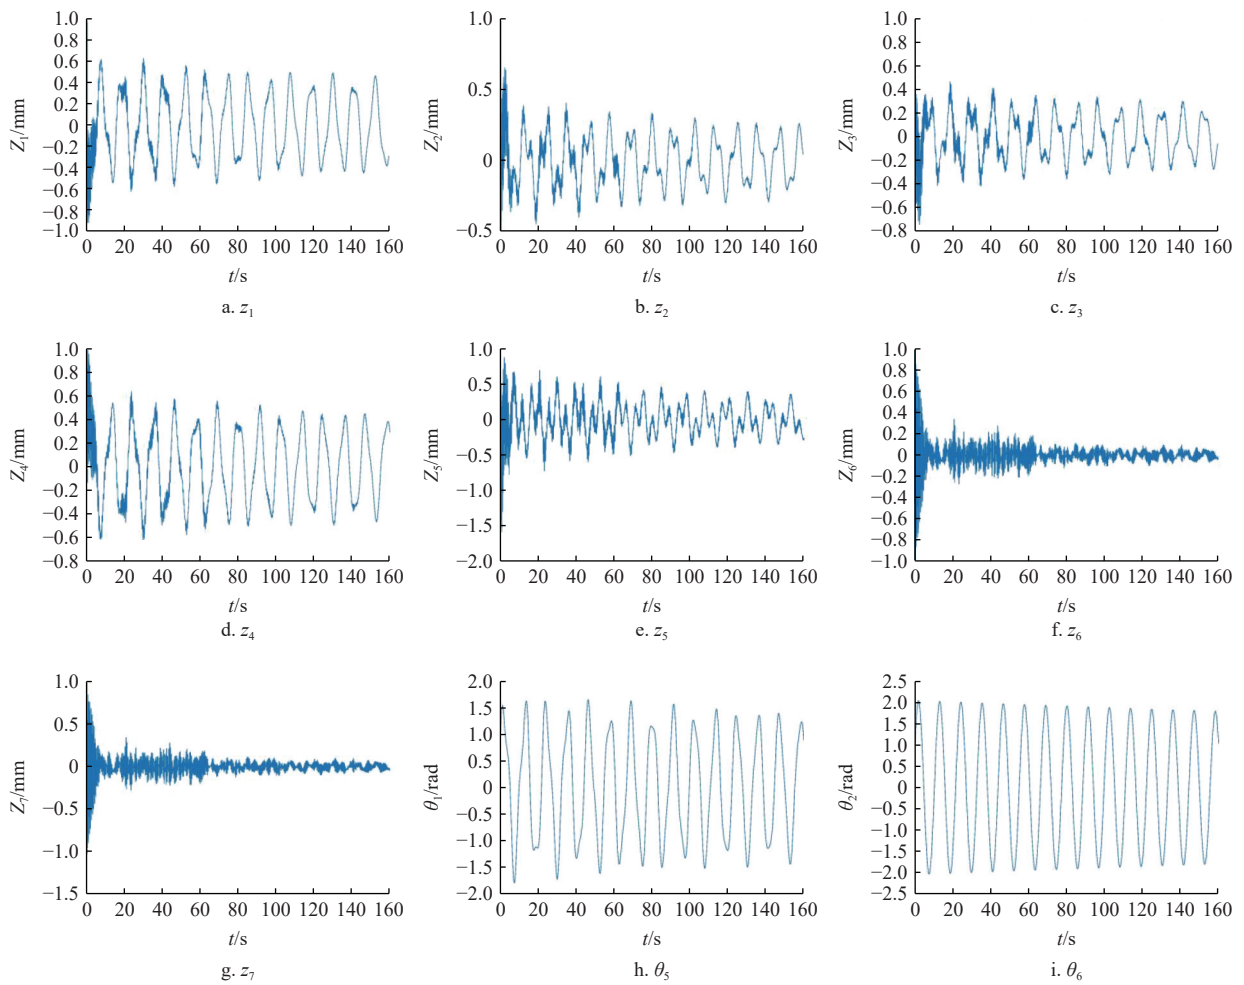 1.0
0.8
0.6
0.4
0.2
0
−0.2
−0.4
−0.6
−0.8
−1.0
Z₁/mm
0 20 40 60 80 100 120 140 160
t/s
a. z₁
1.0
0.5
0
−0.5
Z₂/mm
0 20 40 60 80 100 120 140 160
t/s
b. z₂
1.0
0.8
0.6
0.4
0.2
0
−0.2
−0.4
−0.6
−0.8
Z₃/mm
0 20 40 60 80 100 120 140 160
t/s
c. z₃
1.0
0.8
0.6
0.4
0.2
0
−0.2
−0.4
−0.6
−0.8
Z₄/mm
0 20 40 60 80 100 120 140 160
t/s
d. z₄
1.0
0.5
0
−0.5
−1.0
−1.5
−2.0
Z₅/mm
0 20 40 60 80 100 120 140 160
t/s
e. z₅
1.0
0.8
0.6
0.4
0.2
0
−0.2
−0.4
−0.6
−0.8
−1.0
Z₆/mm
0 20 40 60 80 100 120 140 160
t/s
f. z₆
1.0
0.5
0
−0.5
−1.0
−1.5
Z₇/mm
0 20 40 60 80 100 120 140 160
t/s
g. z₇
2.0
1.5
1.0
0.5
0
−0.5
−1.0
−1.5
−2.0
θ₁/rad
0 20 40 60 80 100 120 140 160
t/s
h. θ₅
2.5
2.0
1.5
1.0
0.5
0
−0.5
−1.0
−1.5
−2.0
−2.5
θ₂/rad
0 20 40 60 80 100 120 140 160
t/s
i. θ₆